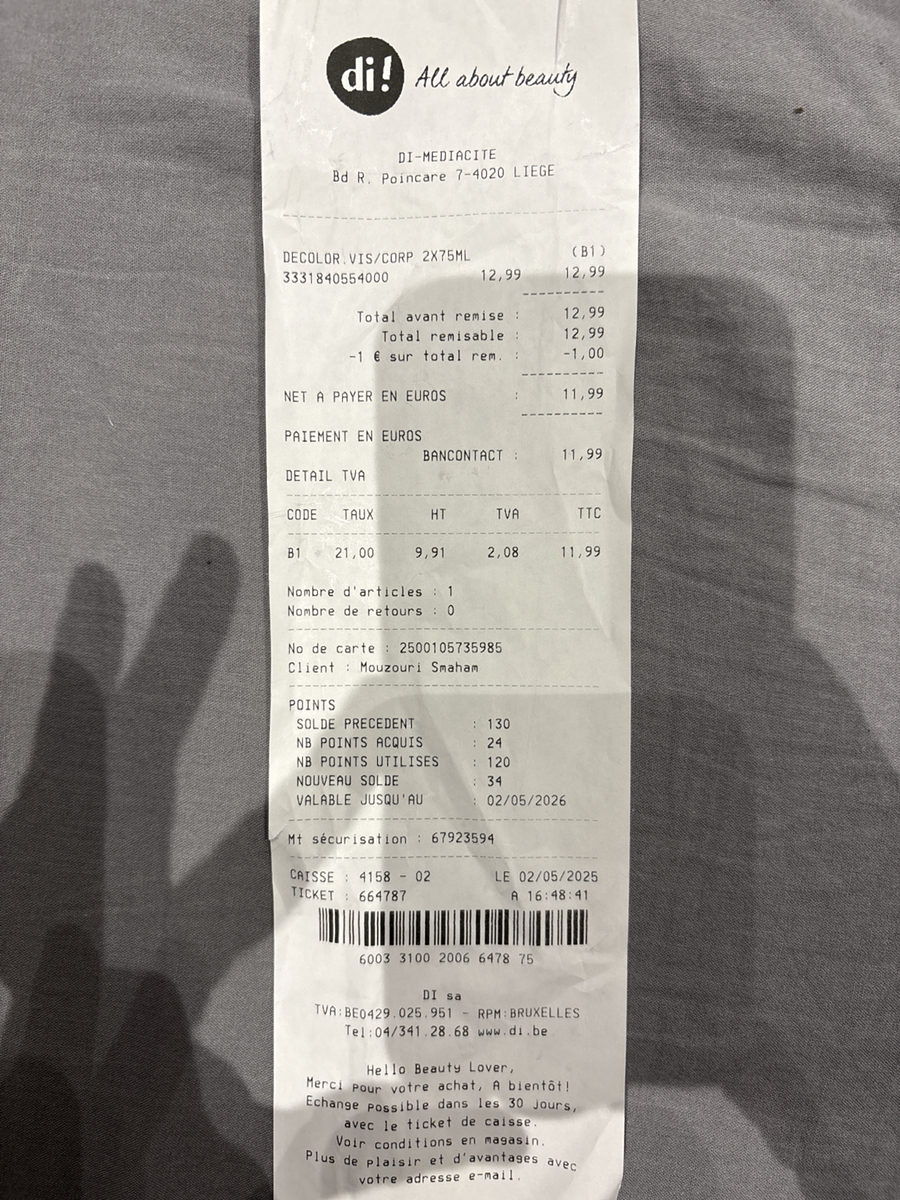 di! All about beauty
DI-MEDIACITE
Bd R. Poincare 7-4020 LIEGE
DECOLOR.VIS/CORP 2X75ML (B1)
3331840554000 12,99 12,99
Total avant remise : 12,99
Total remisable : 12,99
-1 € sur total rem. : -1,00
NET A PAYER EN EUROS : 11,99
PAIEMENT EN EUROS
BANCONTACT : 11,99
DETAIL TVA
CODE TAUX HT TVA TTC
B1 21,00 9,91 2,08 11,99
Nombre d'articles : 1
Nombre de retours : 0
No de carte : 2500105735985
Client : Mouzouri Smaham
POINTS
SOLDE PRECEDENT : 130
NB POINTS ACQUIS : 24
NB POINTS UTILISES : 120
NOUVEAU SOLDE : 34
VALABLE JUSQU'AU : 02/05/2026
Mt sécurisation : 67923594
CAISSE : 4158 - 02 LE 02/05/2025
TICKET : 664787 A 16:48:41
6003 3100 2006 6478 75
DI sa
TVA:BE0429.025.951 - RPM:BRUXELLES
Tel:04/341.28.68 www.di.be
Hello Beauty Lover,
Merci pour votre achat, A bientôt!
Echange possible dans les 30 jours,
avec le ticket de caisse.
Voir conditions en magasin.
Plus de plaisir et d'avantages avec
votre adresse e-mail.